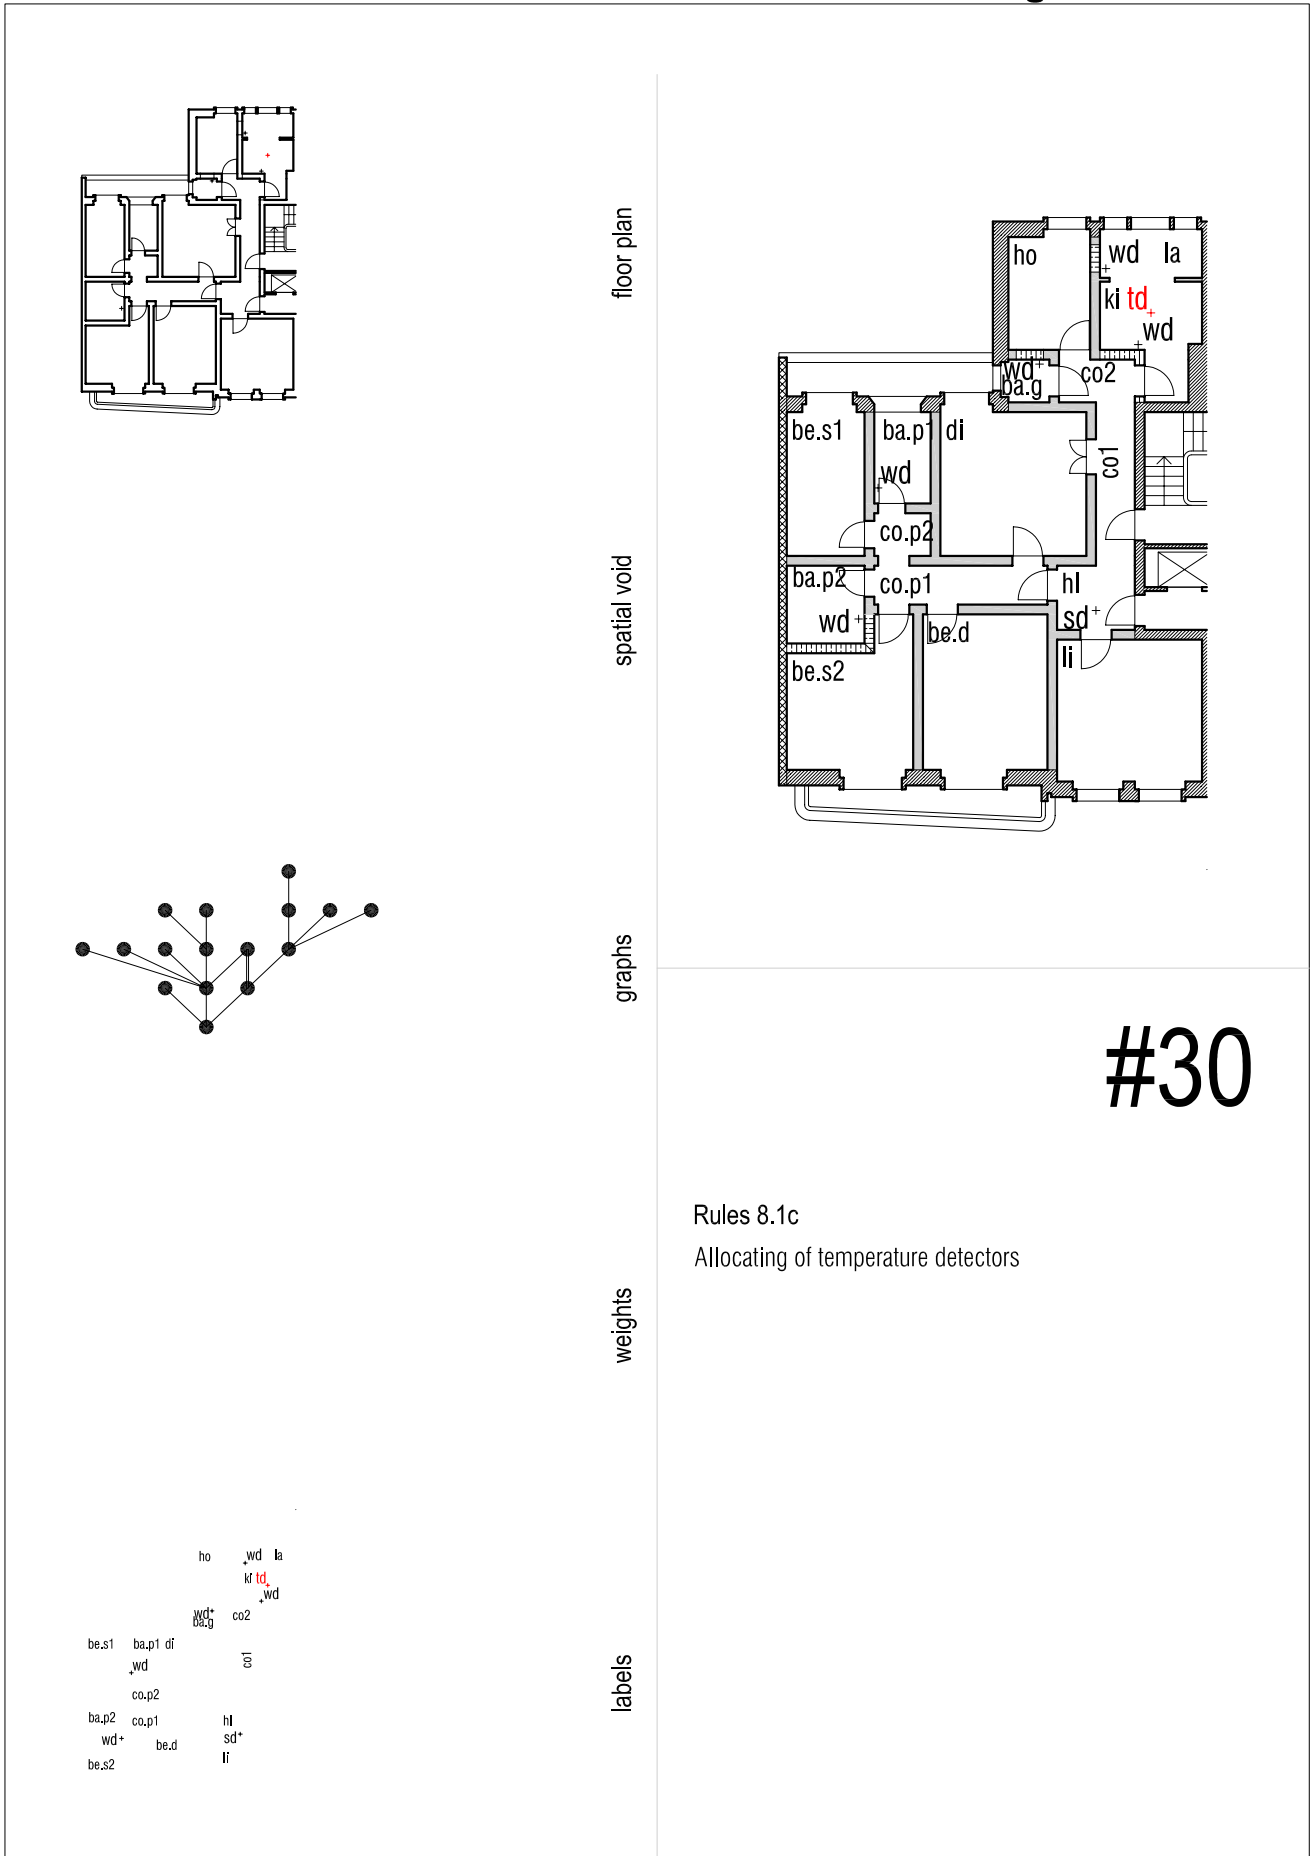 g
floor plan
spatial void
graphs
weights
labels
ho
wd la
ki td
wd
wd
ba.g
co2
be.s1 ba.p1 di
co1
wd
co.p2
ba.p2 co.p1 hl
wd sd
be.d
li
be.s2
#30
Rules 8.1c
Allocating of temperature detectors
ho wd la
ki td
wd
wd
ba.g
co2
be.s1 ba.p1 di
co1
wd
co.p2
ba.p2 co.p1 hl
wd be.d sd
be.s2 li